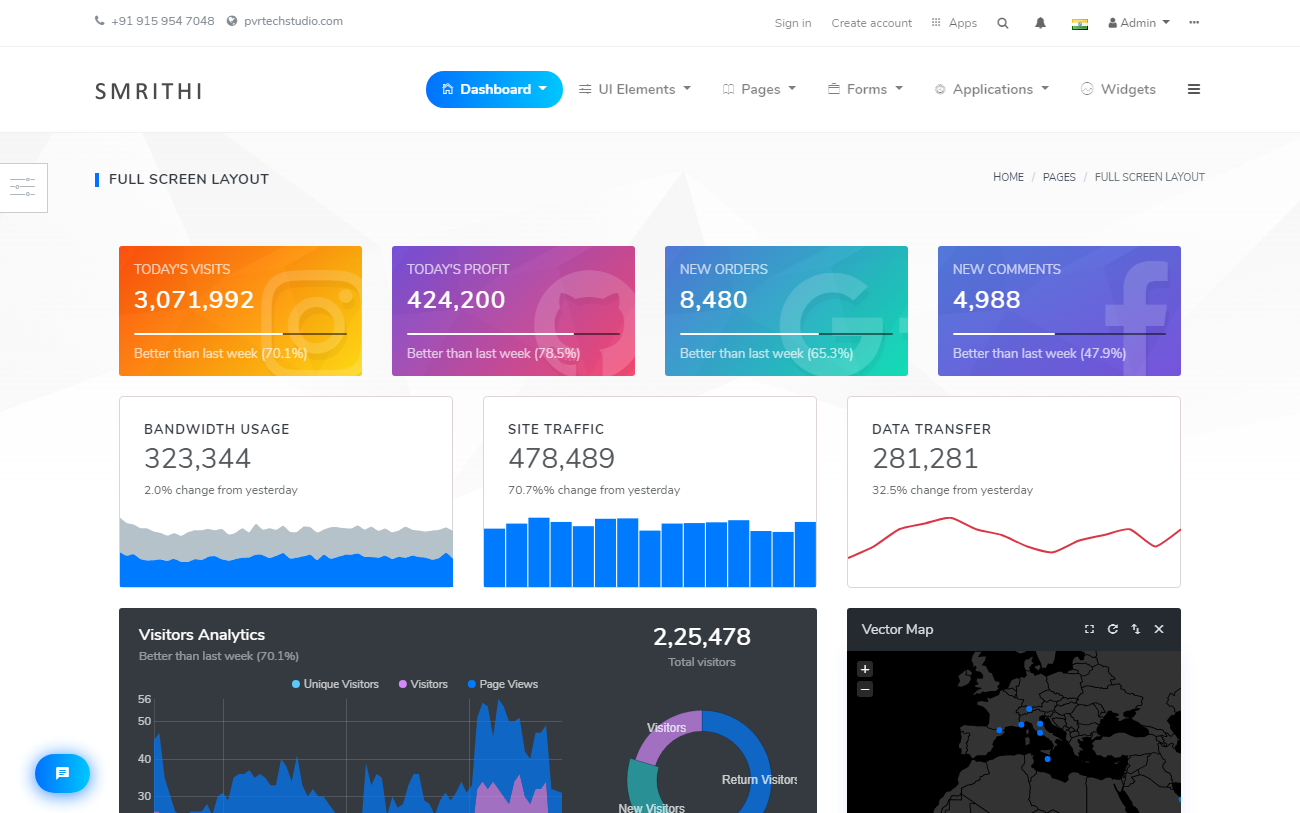 +91 915 954 7048 pvrtechstudio.com Sign in Create account Apps Admin
SMRITHI Dashboard UI Elements Pages Forms Applications Widgets
FULL SCREEN LAYOUT HOME / PAGES / FULL SCREEN LAYOUT
TODAY'S VISITS
3,071,992
Better than last week (70.1%)
TODAY'S PROFIT
424,200
Better than last week (78.5%)
NEW ORDERS
8,480
Better than last week (65.3%)
NEW COMMENTS
4,988
Better than last week (47.9%)
BANDWIDTH USAGE
323,344
2.0% change from yesterday
SITE TRAFFIC
478,489
70.7%% change from yesterday
DATA TRANSFER
281,281
32.5% change from yesterday
Visitors Analytics
Better than last week (70.1%)
2,25,478
Total visitors
Unique Visitors Visitors Page Views
56
50
40
30
Visitors
Return Visitors
New Visitors
Vector Map
+
−